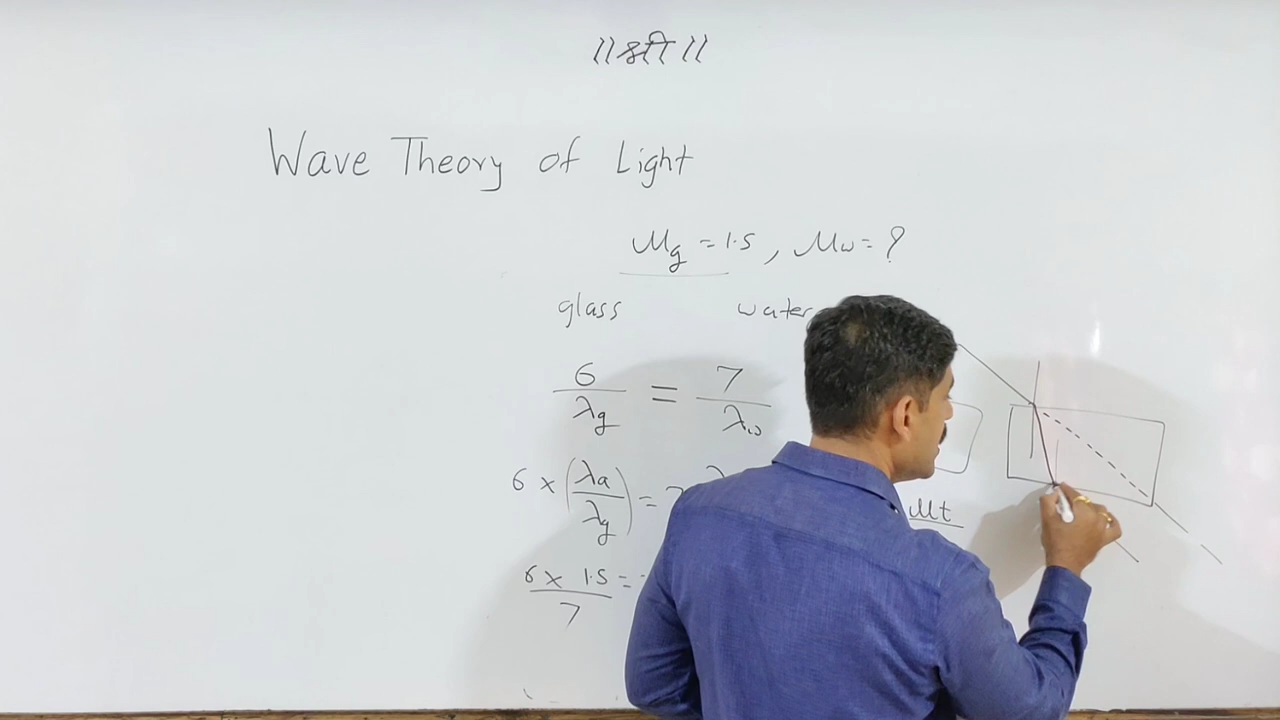 ॥श्री॥
Wave Theory of Light
μg = 1.5 , μw = ?
glass water
6/λg = 7/λw
6 × (λa/λg) = 7
6 × 1.5/7 =
μt